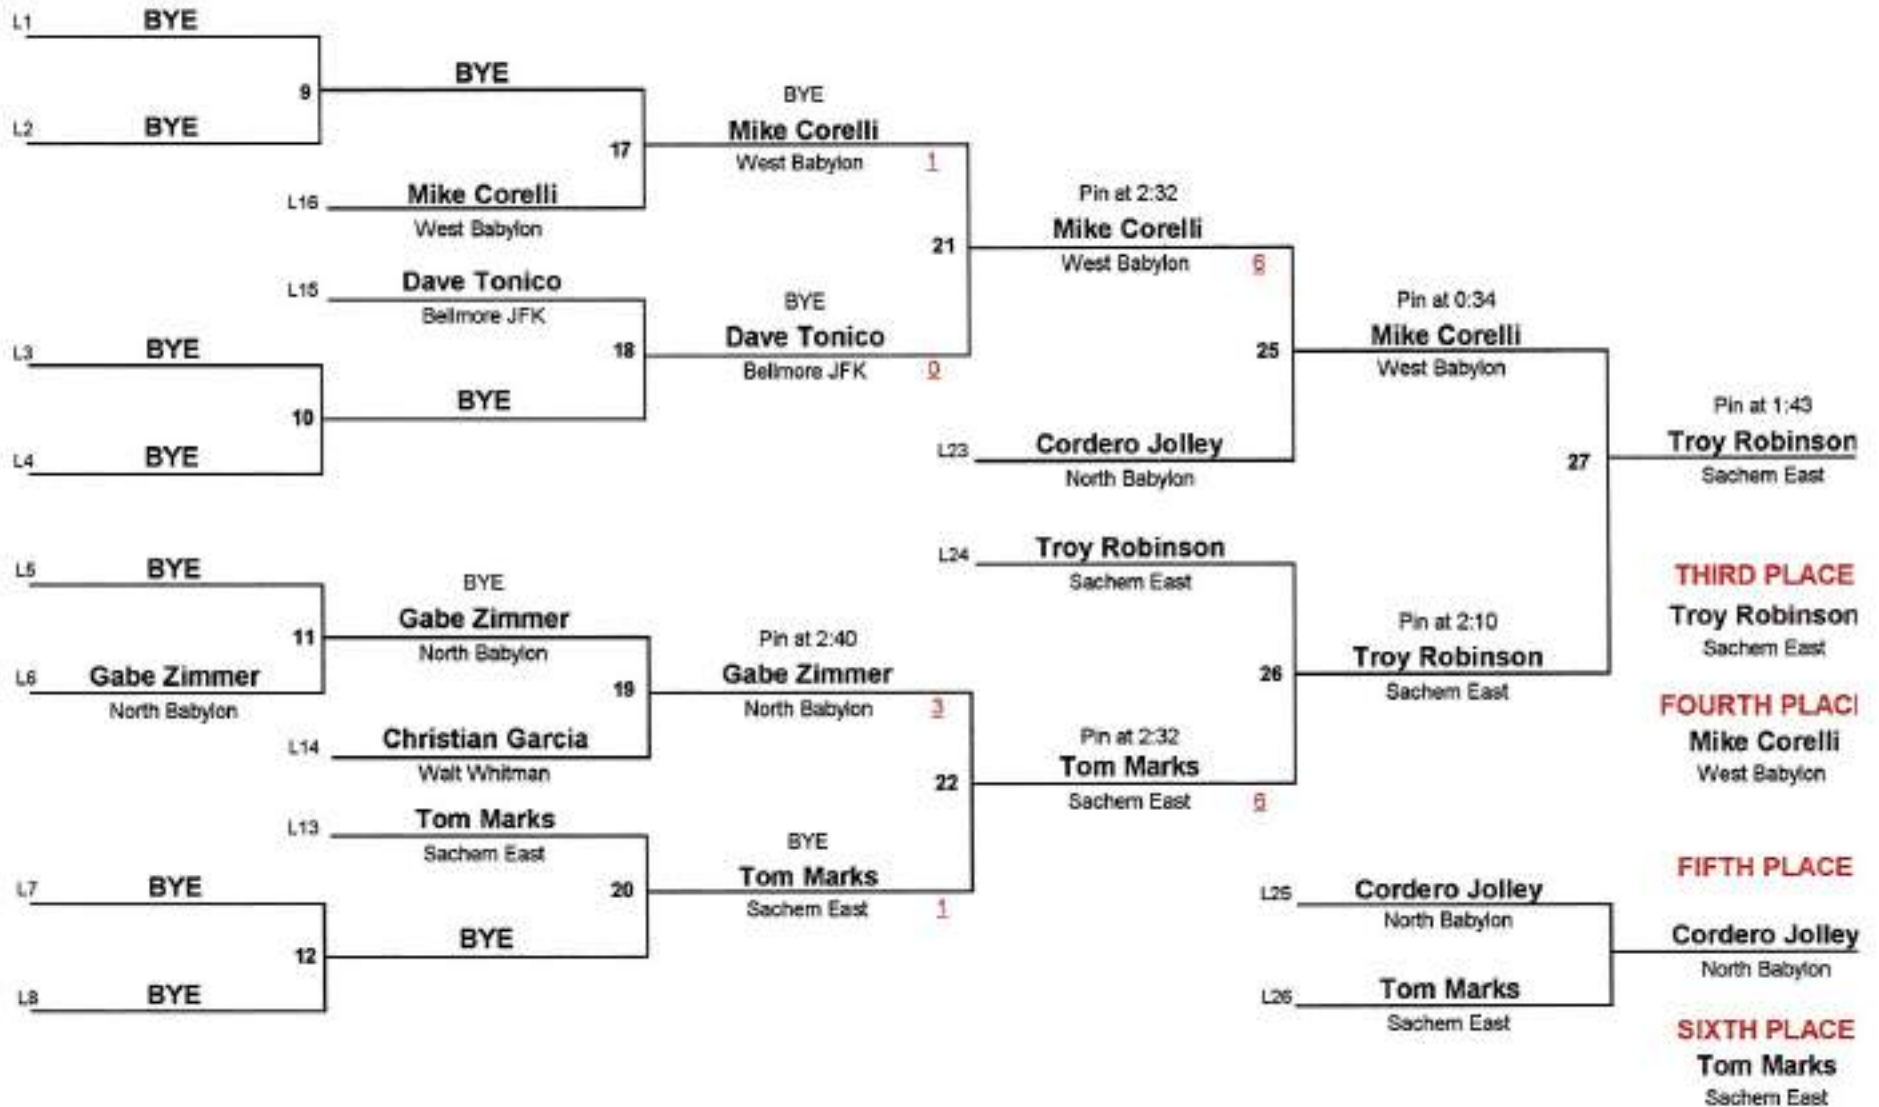 L1 BYE
9
BYE
L2 BYE
17
BYE
Mike Corelli
West Babylon 1
L16 Mike Corelli
West Babylon
21
Pin at 2:32
Mike Corelli
West Babylon 6
L15 Dave Tonico
Bellmore JFK
18
BYE
Dave Tonico
Bellmore JFK 0
L3 BYE
10
BYE
L4 BYE
25
Pin at 0:34
Mike Corelli
West Babylon
L23 Cordero Jolley
North Babylon
27
Pin at 1:43
Troy Robinson
Sachem East
L24 Troy Robinson
Sachem East
L5 BYE
11
BYE
Gabe Zimmer
North Babylon
L6 Gabe Zimmer
North Babylon
19
Pin at 2:40
Gabe Zimmer
North Babylon 3
L14 Christian Garcia
Walt Whitman
22
Pin at 2:32
Tom Marks
Sachem East 6
26
Pin at 2:10
Troy Robinson
Sachem East
L13 Tom Marks
Sachem East
20
BYE
Tom Marks
Sachem East 1
L7 BYE
12
BYE
L8 BYE
THIRD PLACE
Troy Robinson
Sachem East
FOURTH PLAC
Mike Corelli
West Babylon
L25 Cordero Jolley
North Babylon
L26 Tom Marks
Sachem East
FIFTH PLACE
Cordero Jolley
North Babylon
SIXTH PLACE
Tom Marks
Sachem East